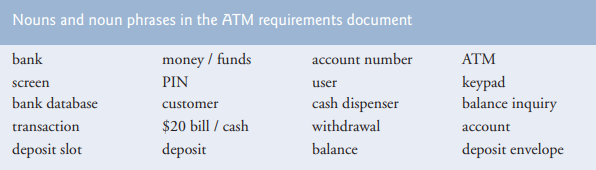 Nouns and noun phrases in the ATM requirements document
bank money / funds account number ATM
screen PIN user keypad
bank database customer cash dispenser balance inquiry
transaction $20 bill / cash withdrawal account
deposit slot deposit balance deposit envelope